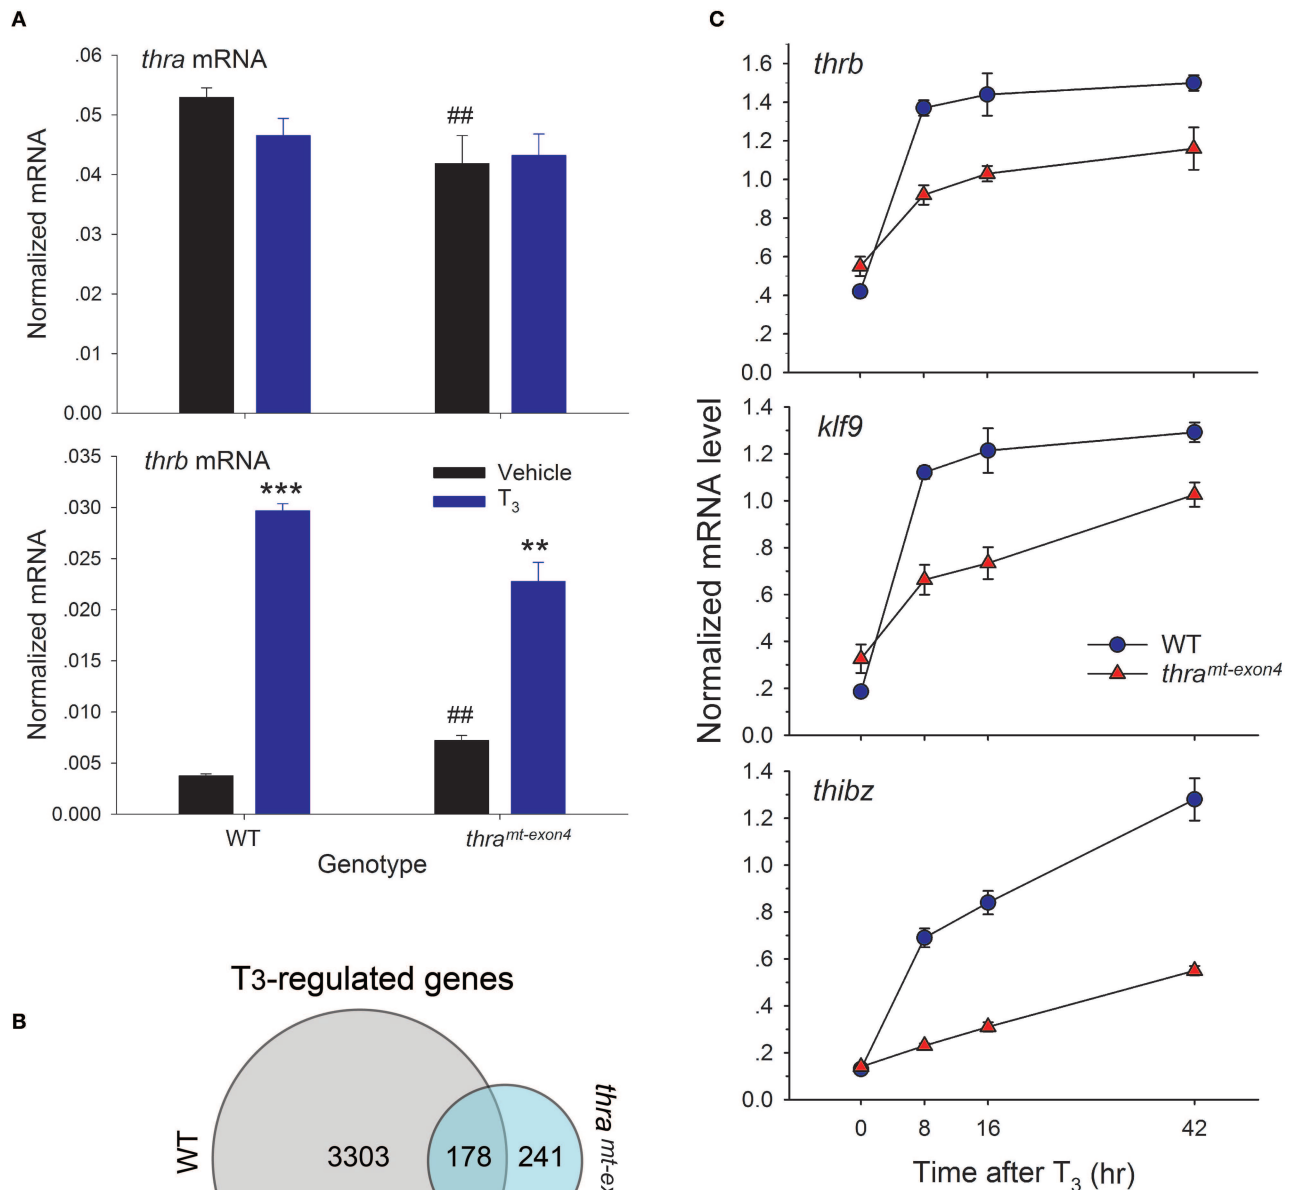 A
thra mRNA
.06
.05
.04
.03
.02
.01
0.00
Normalized mRNA
##
thrb mRNA
.035
.030
.025
.020
.015
.010
.005
0.000
Normalized mRNA
***
##
**
Vehicle
T3
WT
thra mt-exon4
Genotype
B
T3-regulated genes
WT
3303
178
241
C
Normalized mRNA level
thrb
1.6
1.4
1.2
1.0
.8
.6
.4
.2
0.0
klf9
1.4
1.2
1.0
.8
.6
.4
.2
0.0
WT
thra mt-exon4
thibz
1.4
1.2
1.0
.8
.6
.4
.2
0.0
0 8 16 42
Time after T3 (hr)
thra